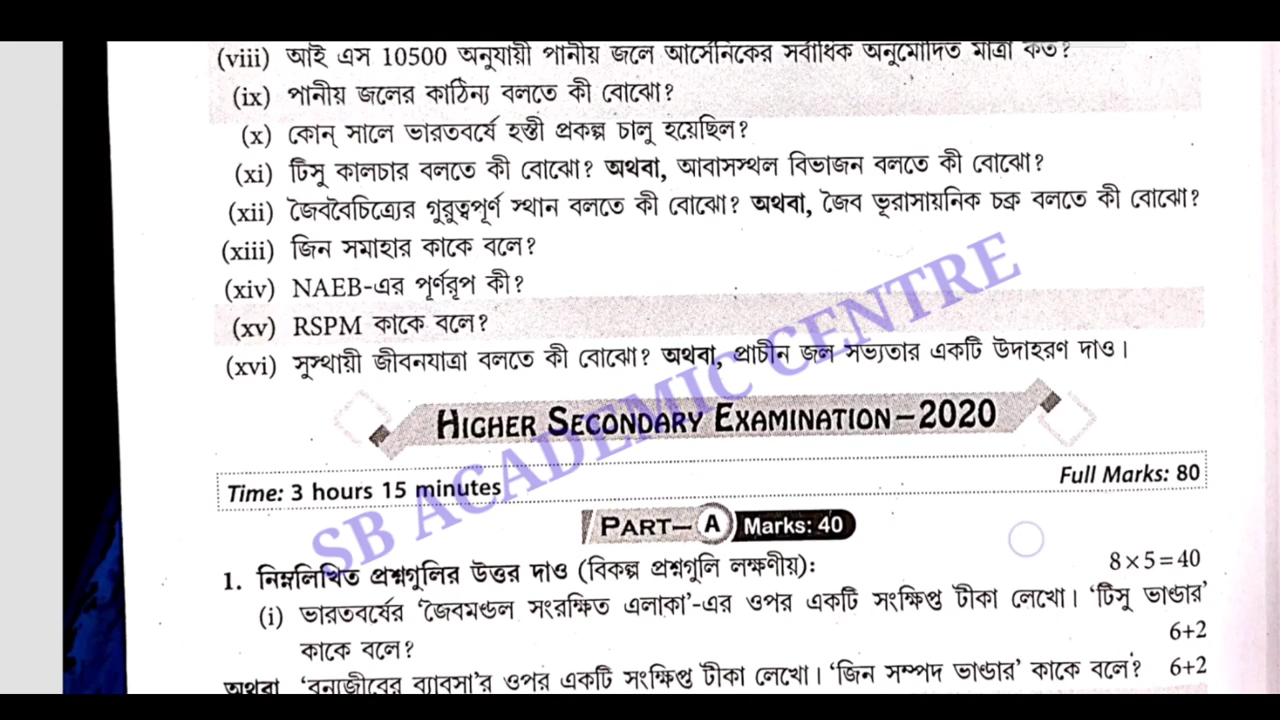 (viii) আই এস 10500 অনুযায়ী পানীয় জলে আর্সেনিকের সর্বাধিক অনুমোদিত মাত্রা কত?
(ix) পানীয় জলের কাঠিন্য বলতে কী বোঝো?
(x) কোন্ সালে ভারতবর্ষে হস্তী প্রকল্প চালু হয়েছিল?
(xi) টিসু কালচার বলতে কী বোঝো? অথবা, আবাসস্থল বিভাজন বলতে কী বোঝো?
(xii) জৈববৈচিত্র্যের গুরুত্বপূর্ণ স্থান বলতে কী বোঝো? অথবা, জৈব ভূরাসায়নিক চক্র বলতে কী বোঝো?
(xiii) জিন সমাহার কাকে বলে?
(xiv) NAEB-এর পূর্ণরূপ কী?
(xv) RSPM কাকে বলে?
(xvi) সুস্থায়ী জীবনযাত্রা বলতে কী বোঝো? অথবা, প্রাচীন জল সভ্যতার একটি উদাহরণ দাও।
SB ACADEMIC CENTRE
HIGHER SECONDARY EXAMINATION–2020
Time: 3 hours 15 minutes Full Marks: 80
PART– A Marks: 40
1. নিম্নলিখিত প্রশ্নগুলির উত্তর দাও (বিকল্প প্রশ্নগুলি লক্ষণীয়): 8×5=40
(i) ভারতবর্ষের ‘জৈবমণ্ডল সংরক্ষিত এলাকা’-এর ওপর একটি সংক্ষিপ্ত টীকা লেখো। ‘টিসু ভাণ্ডার’
কাকে বলে? 6+2
অথবা ‘বন্যজীবের ব্যাবসা’র ওপর একটি সংক্ষিপ্ত টীকা লেখো। ‘জিন সম্পদ ভাণ্ডার’ কাকে বলে? 6+2